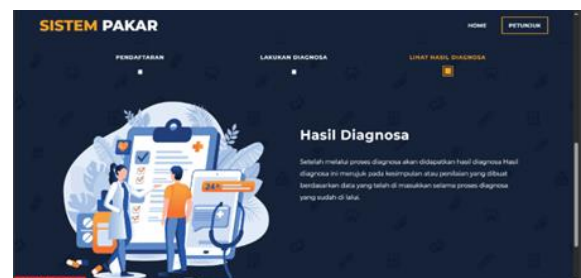 SISTEM PAKAR
HOME
PETUNJUK
PENDAFTARAN
LAKUKAN DIAGNOSA
LIHAT HASIL DIAGNOSA
24H
Hasil Diagnosa
Setelah melalui proses diagnosa akan didapatkan hasil diagnosa Hasil
diagnosa ini merujuk pada kesimpulan atau penilaian yang dibuat
berdasarkan data yang telah di masukkan selama proses diagnosa
yang sudah di lalui.